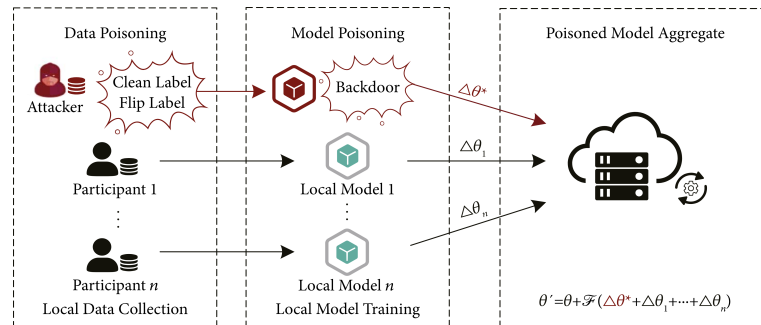 Data Poisoning
Model Poisoning
Poisoned Model Aggregate
Clean Label
Flip Label
Attacker
Backdoor
△θ*
Participant 1
Local Model 1
△θ₁
⋮
⋮
△θₙ
Participant n
Local Model n
Local Data Collection
Local Model Training
θ′=θ+ℱ(△θ*+△θ₁+···+△θₙ)